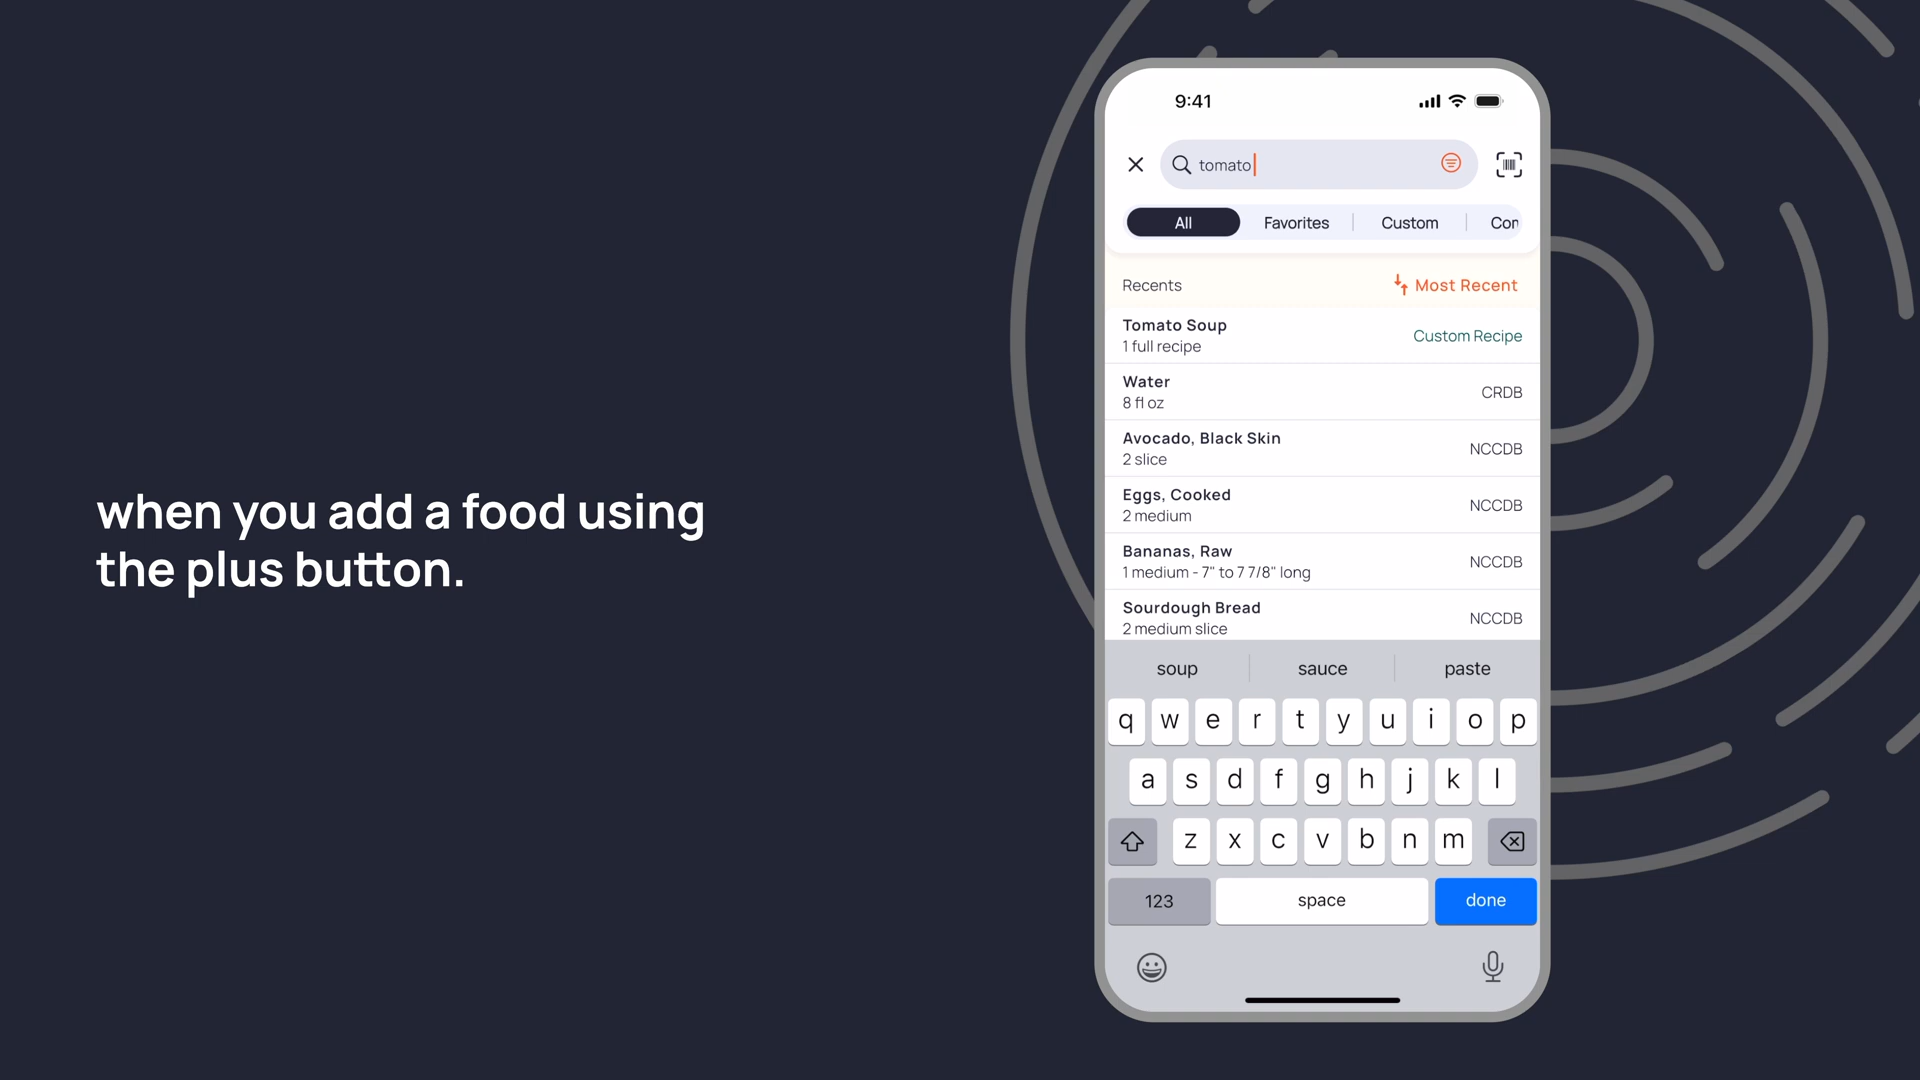 when you add a food using
the plus button.
9:41
tomato
All
Favorites
Custom
Con
Recents
Most Recent
Tomato Soup
1 full recipe
Custom Recipe
Water
8 fl oz
CRDB
Avocado, Black Skin
2 slice
NCCDB
Eggs, Cooked
2 medium
NCCDB
Bananas, Raw
1 medium - 7" to 7 7/8" long
NCCDB
Sourdough Bread
2 medium slice
NCCDB
soup sauce paste
q w e r t y u i o p
a s d f g h j k l
z x c v b n m
123 space done